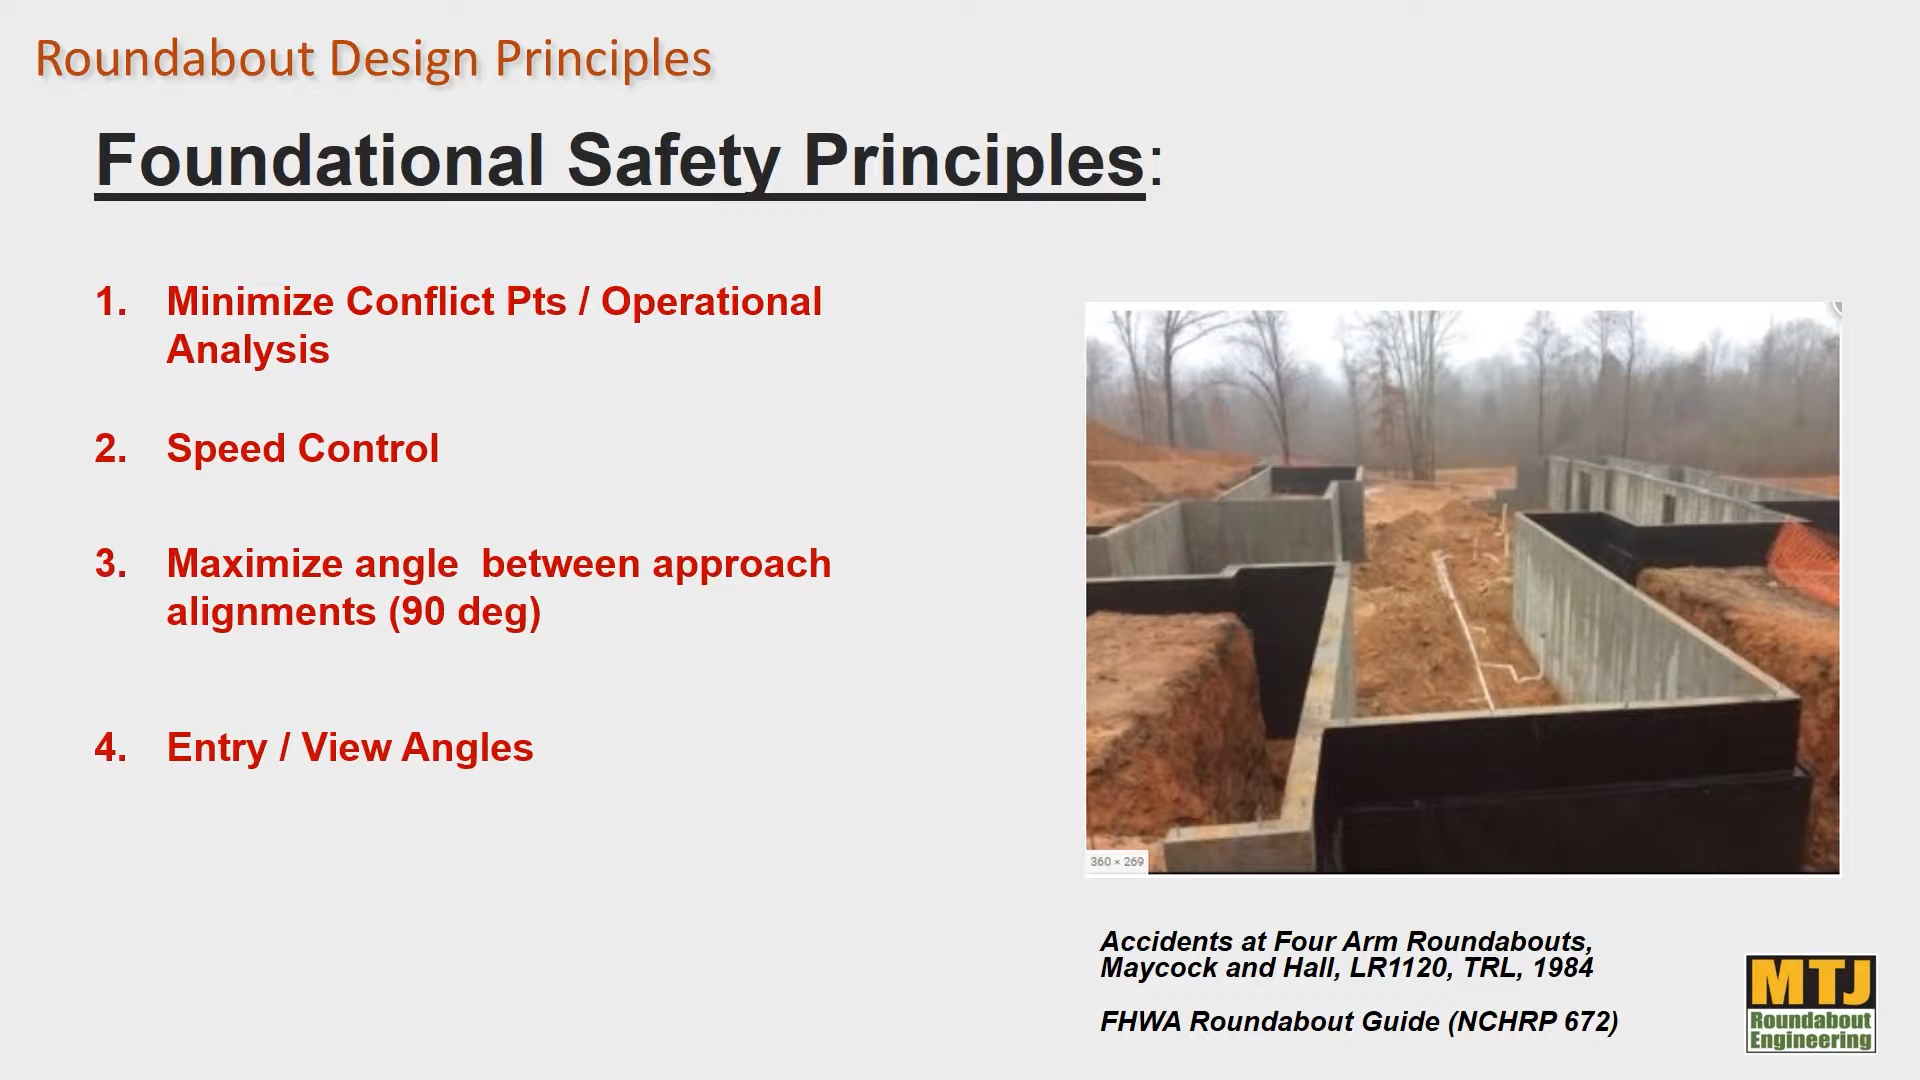 Roundabout Design Principles
Foundational Safety Principles:
1. Minimize Conflict Pts / Operational
Analysis
2. Speed Control
3. Maximize angle  between approach
alignments (90 deg)
4. Entry / View Angles
360 × 269
Accidents at Four Arm Roundabouts,
Maycock and Hall, LR1120, TRL, 1984
FHWA Roundabout Guide (NCHRP 672)
MTJ
Roundabout
Engineering